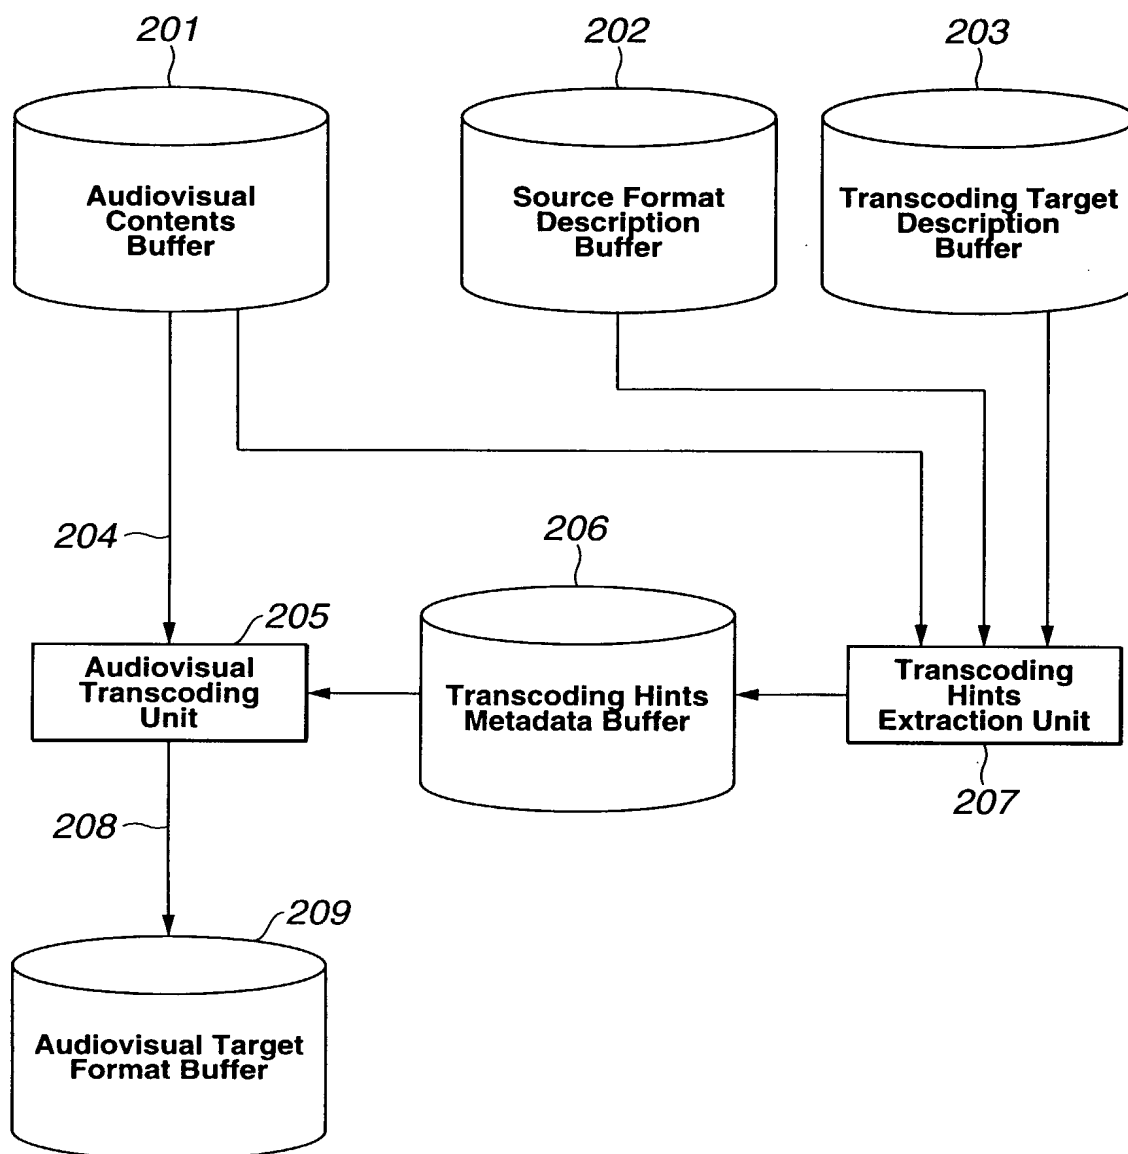 201
202
203
Audiovisual
Contents
Buffer
Source Format
Description
Buffer
Transcoding Target
Description
Buffer
204
206
205
Audiovisual
Transcoding
Unit
Transcoding Hints
Metadata Buffer
Transcoding
Hints
Extraction Unit
207
208
209
Audiovisual Target
Format Buffer